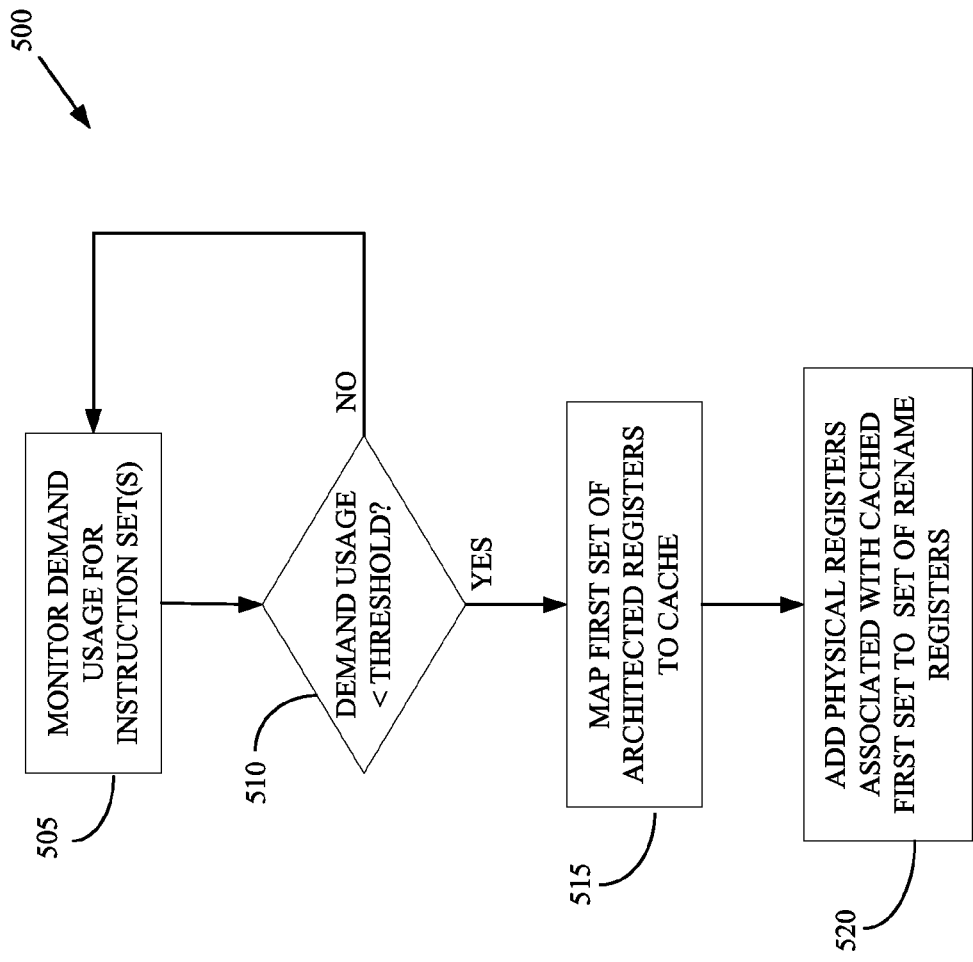 500
MONITOR DEMAND
USAGE FOR
INSTRUCTION SET(S)
505
DEMAND USAGE
< THRESHOLD?
510
NO
YES
MAP FIRST SET OF
ARCHITECTED REGISTERS
TO CACHE
515
ADD PHYSICAL REGISTERS
ASSOCIATED WITH CACHED
FIRST SET TO SET OF RENAME
REGISTERS
520